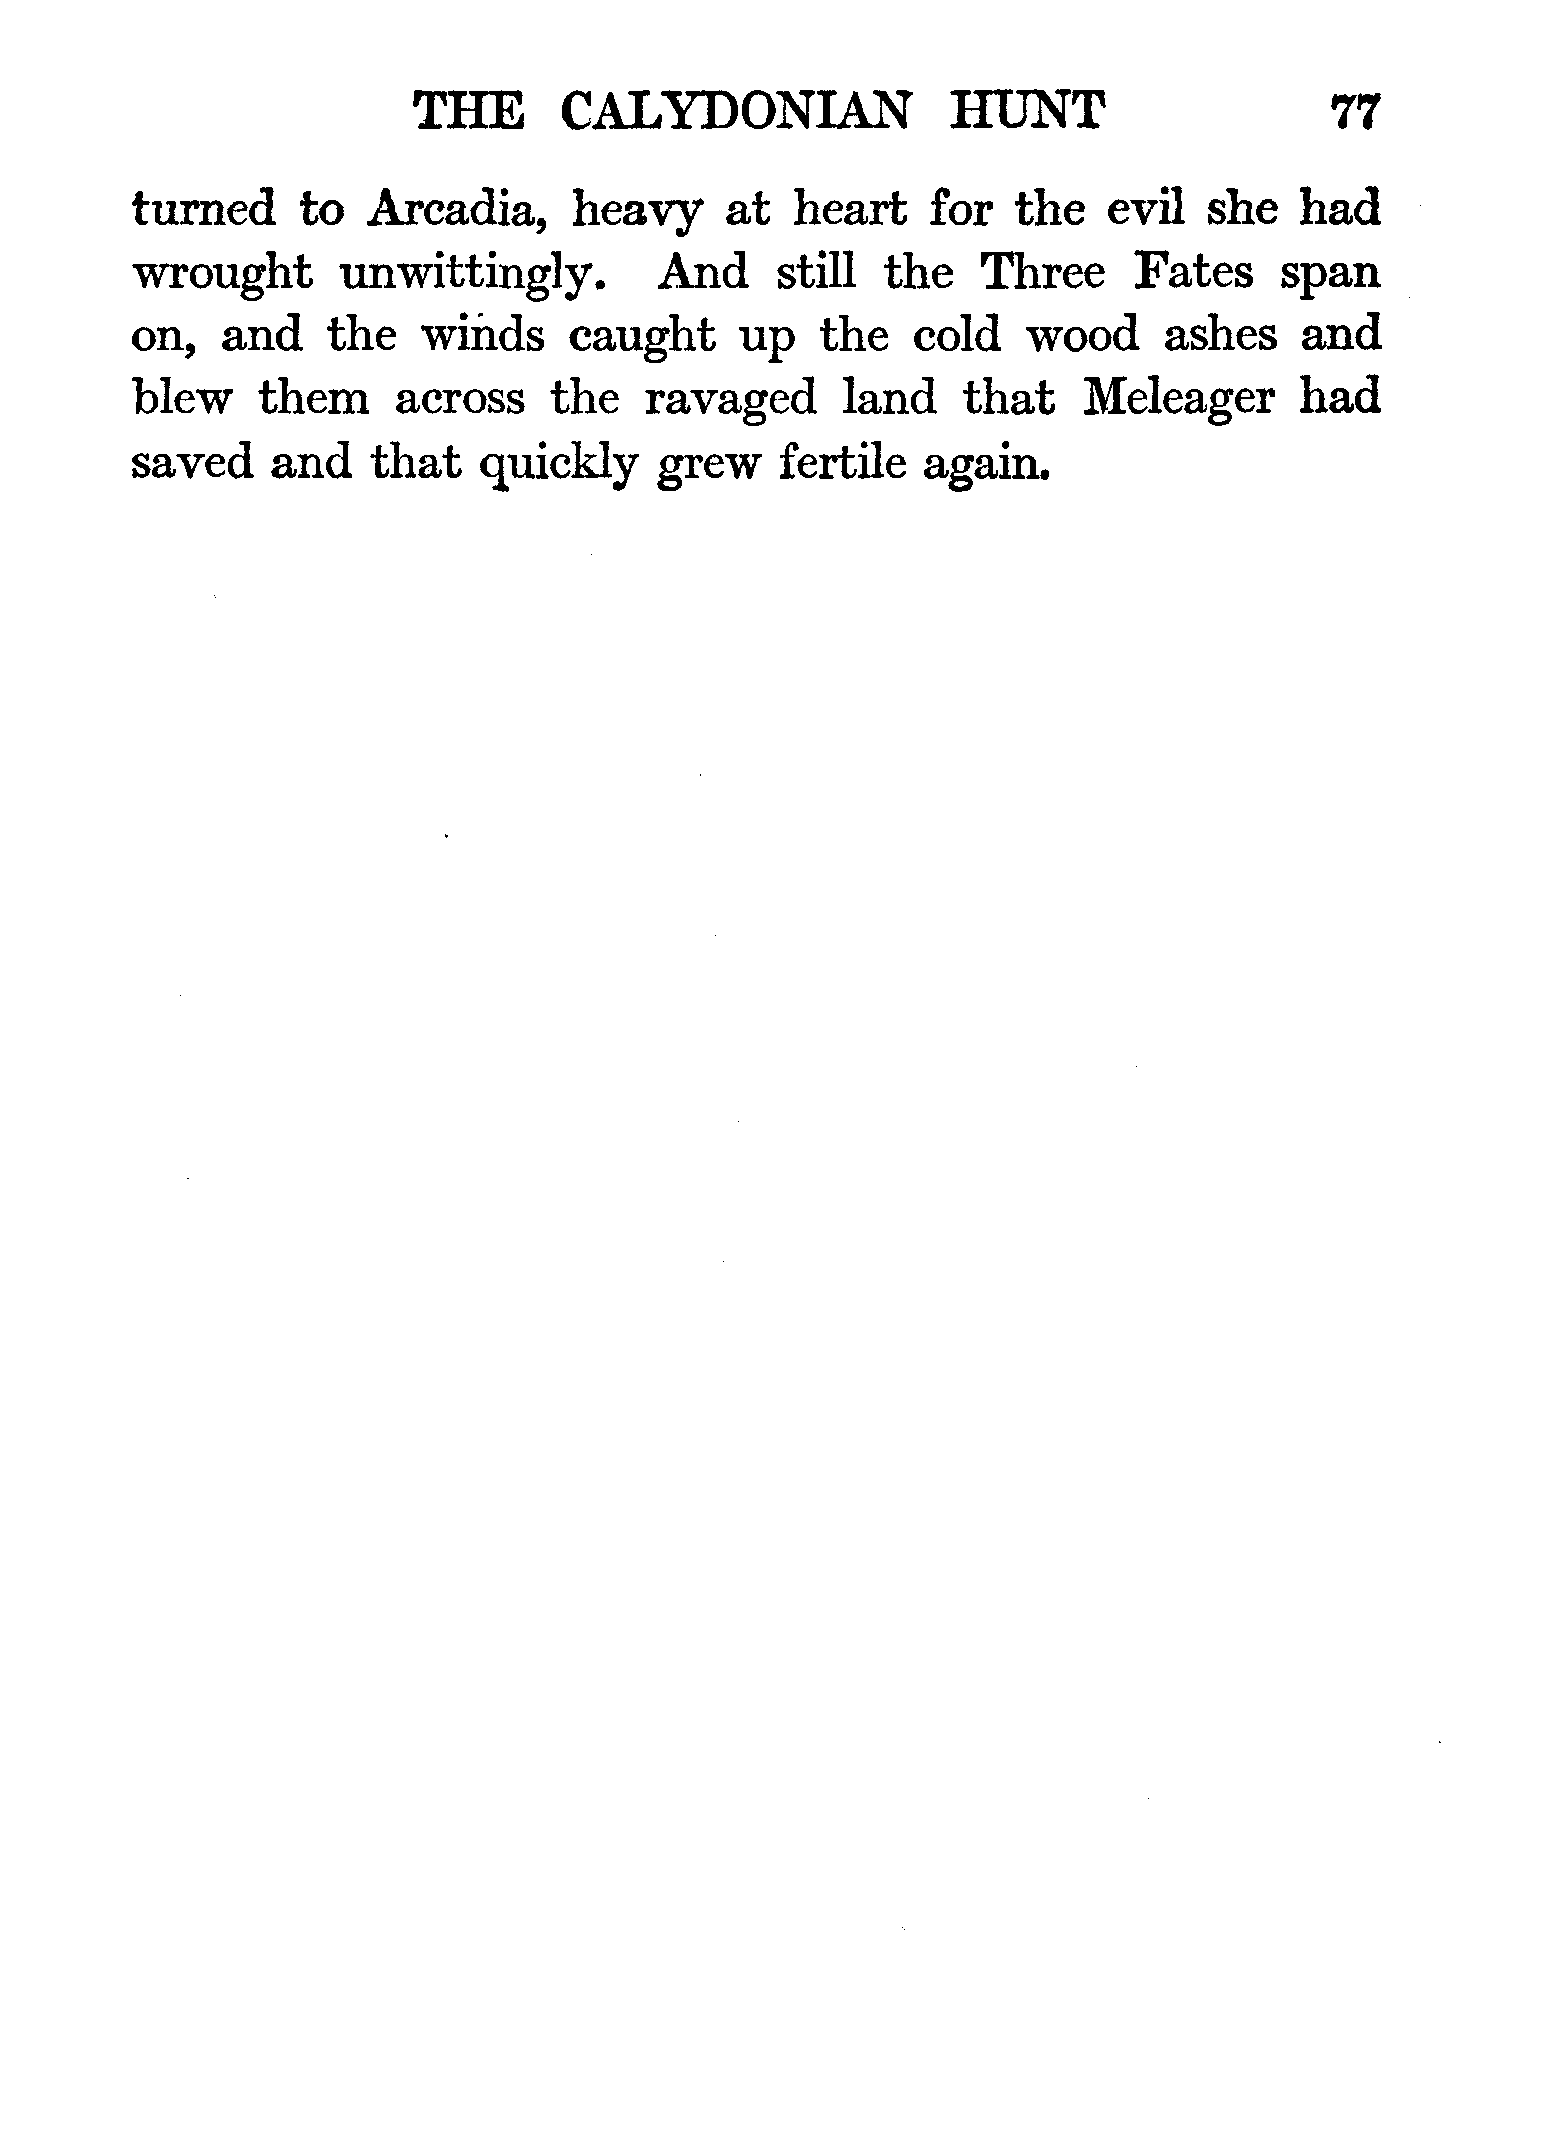 THE CALYDONIAN HUNT 77
turned to Arcadia, heavy at heart for the evil she had
wrought unwittingly. And still the Three Fates span
on, and the winds caught up the cold wood ashes and
blew them across the ravaged land that Meleager had
saved and that quickly grew fertile again.